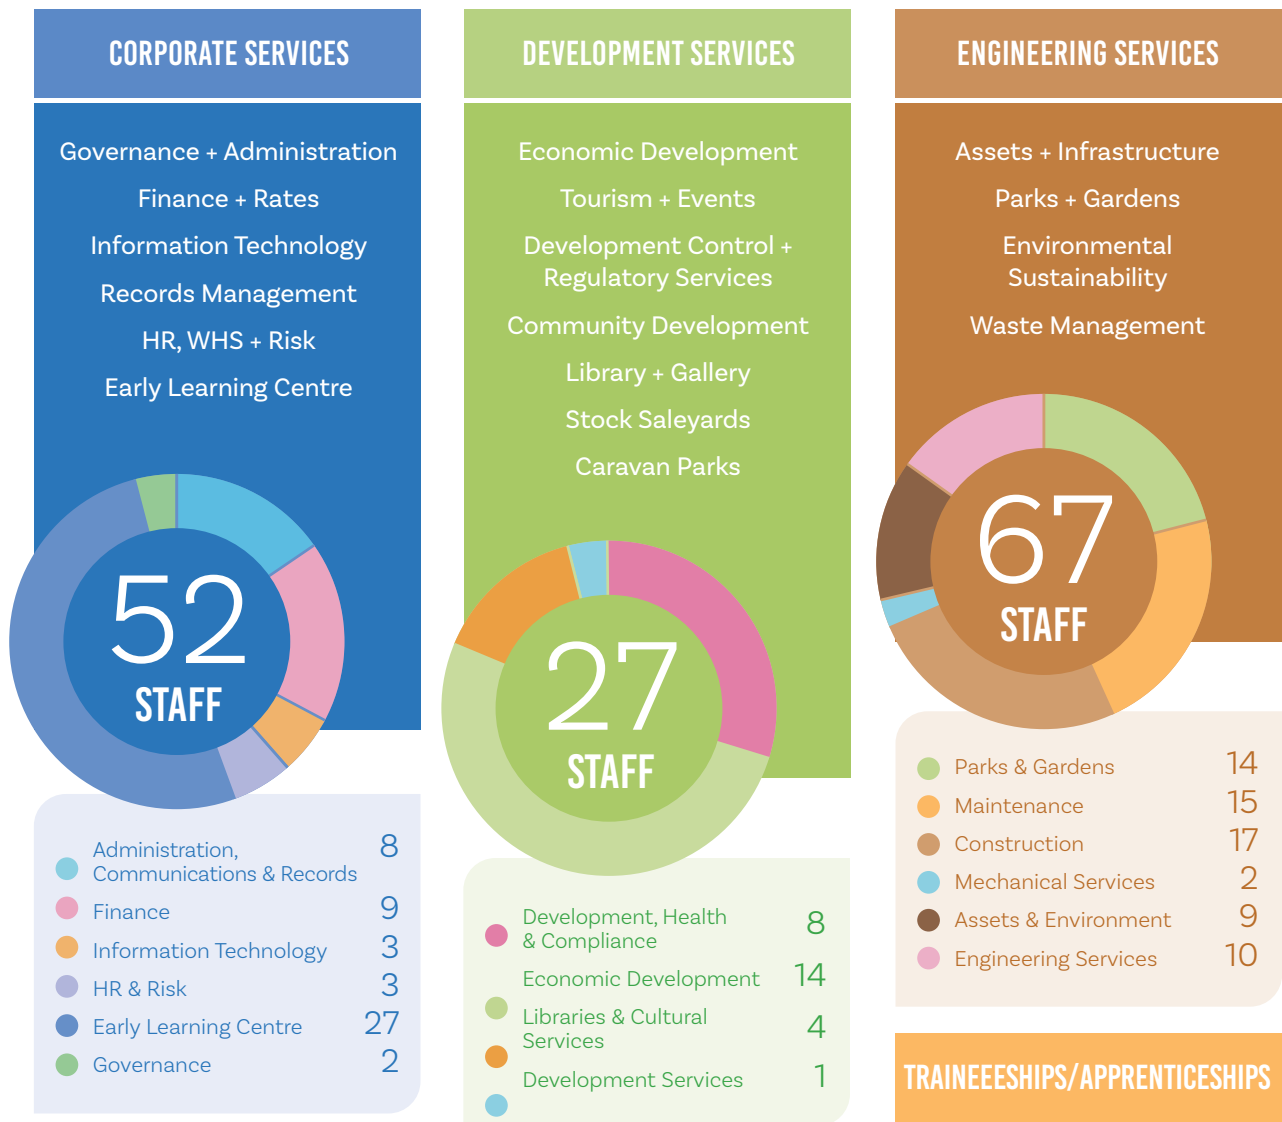 CORPORATE SERVICES
Governance + Administration
Finance + Rates
Information Technology
Records Management
HR, WHS + Risk
Early Learning Centre
52
STAFF
Administration,
Communications & Records 8
Finance 9
Information Technology 3
HR & Risk 3
Early Learning Centre 27
Governance 2
DEVELOPMENT SERVICES
Economic Development
Tourism + Events
Development Control +
Regulatory Services
Community Development
Library + Gallery
Stock Saleyards
Caravan Parks
27
STAFF
Development, Health
& Compliance 8
Economic Development 14
Libraries & Cultural
Services 4
Development Services 1
ENGINEERING SERVICES
Assets + Infrastructure
Parks + Gardens
Environmental
Sustainability
Waste Management
67
STAFF
Parks & Gardens 14
Maintenance 15
Construction 17
Mechanical Services 2
Assets & Environment 9
Engineering Services 10
TRAINEEESHIPS/APPRENTICESHIPS